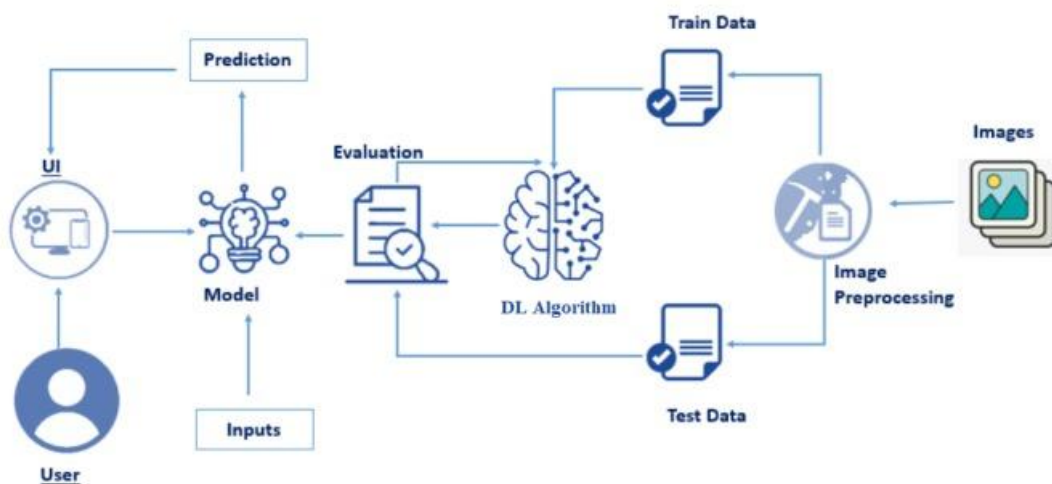 Train Data
Prediction
Images
Evaluation
UI
Model
Image
Preprocessing
DL Algorithm
Inputs
Test Data
User